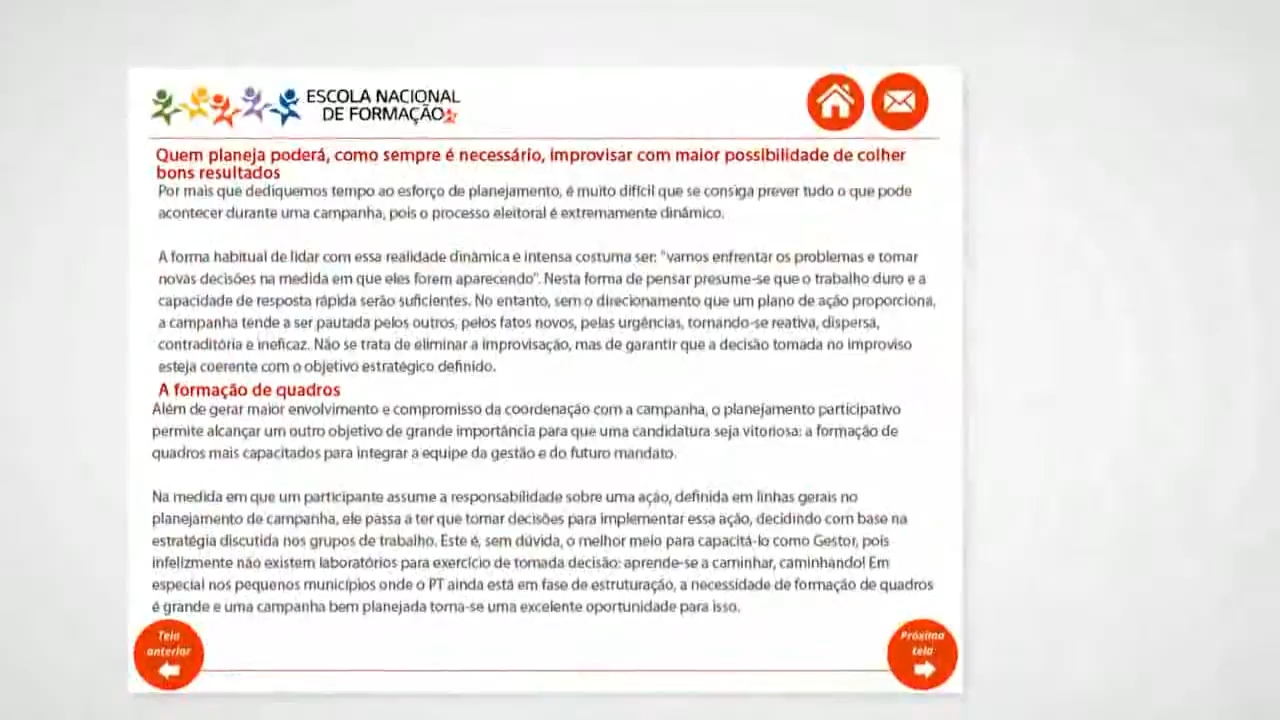 ESCOLA NACIONAL
DE FORMAÇÃO
Quem planeja poderá, como sempre é necessário, improvisar com maior possibilidade de colher
bons resultados
Por mais que dediquemos tempo ao esforço de planejamento, é muito difícil que se consiga prever tudo o que pode
acontecer durante uma campanha, pois o processo eleitoral é extremamente dinâmico.
A forma habitual de lidar com essa realidade dinâmica e intensa costuma ser: "vamos enfrentar os problemas e tomar
novas decisões na medida em que eles forem aparecendo". Nesta forma de pensar presume-se que o trabalho duro e a
capacidade de resposta rápida serão suficientes. No entanto, sem o direcionamento que um plano de ação proporciona,
a campanha tende a ser pautada pelos outros, pelos fatos novos, pelas urgências, tornando-se reativa, dispersa,
contraditória e ineficaz. Não se trata de eliminar a improvisação, mas de garantir que a decisão tomada no improviso
esteja coerente com o objetivo estratégico definido.
A formação de quadros
Além de gerar maior envolvimento e compromisso da coordenação com a campanha, o planejamento participativo
permite alcançar um outro objetivo de grande importância para que uma candidatura seja vitoriosa: a formação de
quadros mais capacitados para integrar a equipe da gestão e do futuro mandato.
Na medida em que um participante assume a responsabilidade sobre uma ação, definida em linhas gerais no
planejamento de campanha, ele passa a ter que tomar decisões para implementar essa ação, decidindo com base na
estratégia discutida nos grupos de trabalho. Este é, sem dúvida, o melhor meio para capacitá-lo como Gestor, pois
infelizmente não existem laboratórios para exercício de tomada decisão: aprende-se a caminhar, caminhando! Em
especial nos pequenos municípios onde o PT ainda está em fase de estruturação, a necessidade de formação de quadros
é grande e uma campanha bem planejada torna-se uma excelente oportunidade para isso.
Tela
anterior
Próxima
tela